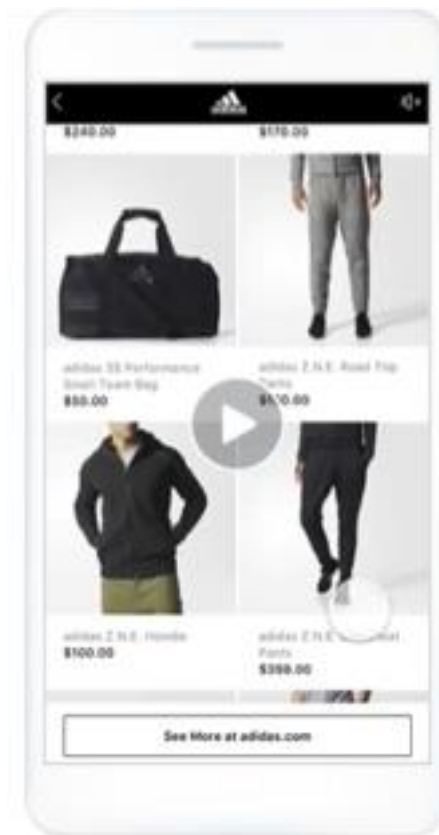 $240.00 $170.00
adidas 3S Performance
Small Team Bag
$50.00
adidas Z.N.E. Road Trip
Pants
adidas Z.N.E. Hoodie
$100.00
adidas Z.N.E.
Pants
See More at adidas.com